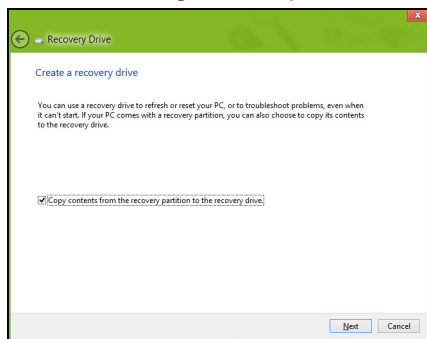 Recovery Drive
Create a recovery drive
You can use a recovery drive to refresh or reset your PC, or to troubleshoot problems, even when
it can't start. If your PC comes with a recovery partition, you can also choose to copy its contents
to the recovery drive.
Copy contents from the recovery partition to the recovery drive.
Next Cancel